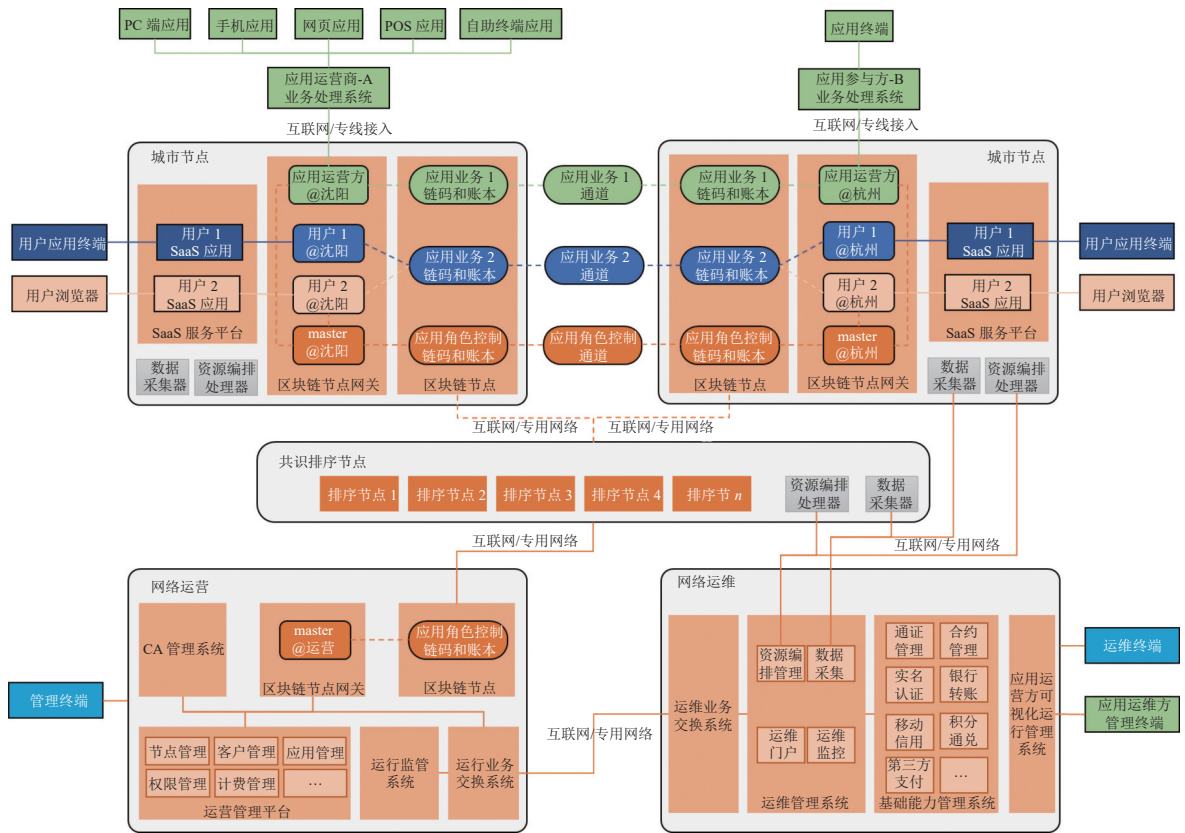 PC 端应用
手机应用
网页应用
POS 应用
自助终端应用
应用终端
应用运营商-A
业务处理系统
应用参与方-B
业务处理系统
互联网/专线接入
互联网/专线接入
城市节点
应用运营方
@沈阳
应用业务 1
链码和账本
应用业务 1
通道
应用业务 1
链码和账本
应用运营方
@杭州
城市节点
用户应用终端
用户 1
SaaS 应用
用户 1
@沈阳
应用业务 2
链码和账本
应用业务 2
通道
应用业务 2
链码和账本
用户 1
@杭州
用户 1
SaaS 应用
用户应用终端
用户浏览器
用户 2
SaaS 应用
用户 2
@沈阳
用户 2
@杭州
用户 2
SaaS 应用
用户浏览器
SaaS 服务平台
master
@沈阳
应用角色控制
链码和账本
应用角色控制
通道
应用角色控制
链码和账本
master
@杭州
SaaS 服务平台
数据
采集器
资源编排
处理器
区块链节点网关
区块链节点
区块链节点
区块链节点网关
数据
采集器
资源编排
处理器
互联网/专用网络
互联网/专用网络
共识排序节点
排序节点 1
排序节点 2
排序节点 3
排序节点 4
排序节 n
资源编排
处理器
数据
采集器
互联网/专用网络
互联网/专用网络
网络运营
CA 管理系统
master
@运营
区块链节点网关
应用角色控制
链码和账本
区块链节点
管理终端
节点管理
客户管理
应用管理
权限管理
计费管理
…
运营管理平台
运行监管
系统
运行业务
交换系统
互联网/专用网络
网络运维
运维业务
交换系统
资源编
排管理
数据
采集
运维
门户
运维
监控
运维管理系统
通证
管理
合约
管理
实名
认证
银行
转账
移动
信用
积分
通兑
第三方
支付
…
基础能力管理系统
应用运
营方可
视化运
行管理
系统
运维终端
应用运维方
管理终端